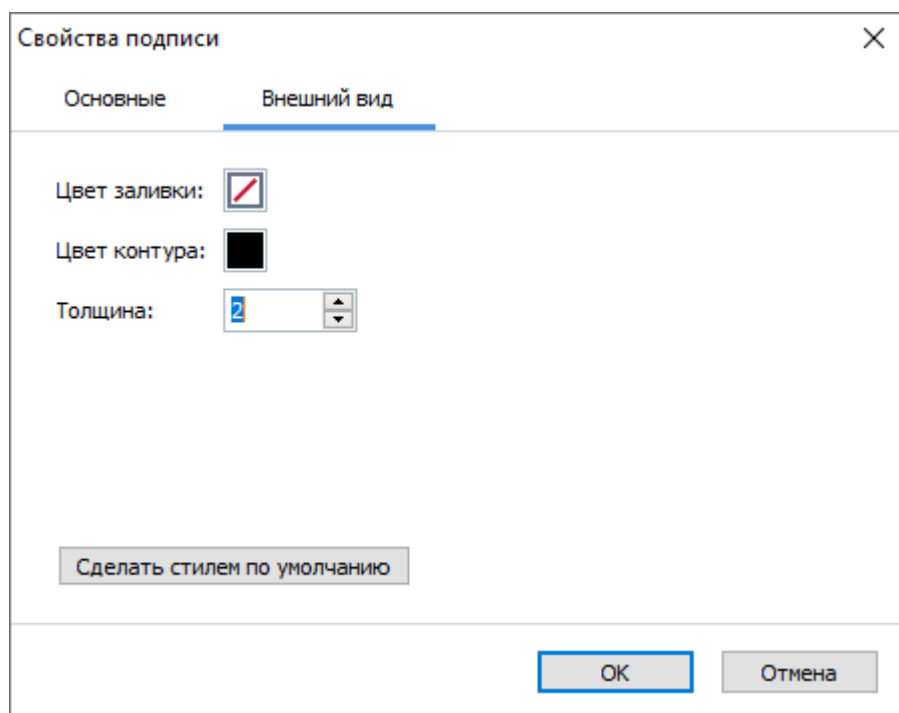 Свойства подписи
Основные Внешний вид
Цвет заливки:
Цвет контура:
Толщина: 2
Сделать стилем по умолчанию
OK Отмена